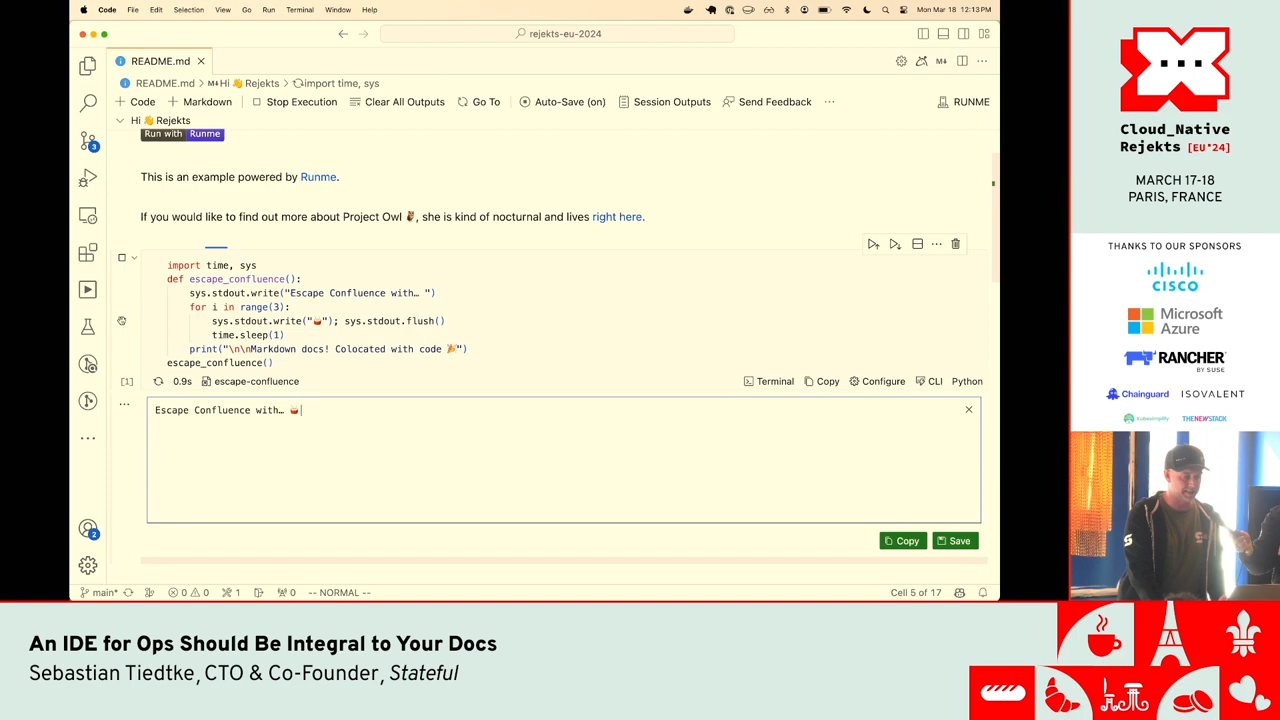 Code File Edit Selection View Go Run Terminal Window Help Mon Mar 18 12:13 PM
rejekts-eu-2024
README.md
README.md > M↓Hi 👋 Rejekts > import time, sys
+ Code + Markdown Stop Execution Clear All Outputs Go To Auto-Save (on) Session Outputs Send Feedback ... RUNME
Hi 👋 Rejekts
Run with Runme
This is an example powered by Runme.
If you would like to find out more about Project Owl 🦉, she is kind of nocturnal and lives right here.
import time, sys
def escape_confluence():
sys.stdout.write("Escape Confluence with… ")
for i in range(3):
sys.stdout.write("🥁"); sys.stdout.flush()
time.sleep(1)
print("\n\nMarkdown docs! Colocated with code 🎉")
escape_confluence()
[1] 0.9s escape-confluence Terminal Copy Configure CLI Python
Escape Confluence with… 🥁
Copy Save
3
2
main* 0 0 1 0 -- NORMAL -- Cell 5 of 17
Cloud_Native
Rejekts [EU*24]
MARCH 17-18
PARIS, FRANCE
THANKS TO OUR SPONSORS
CISCO
Microsoft
Azure
RANCHER
BY SUSE
Chainguard ISOVALENT
Kubesimplify THENEWSTACK
An IDE for Ops Should Be Integral to Your Docs
Sebastian Tiedtke, CTO & Co-Founder, Stateful